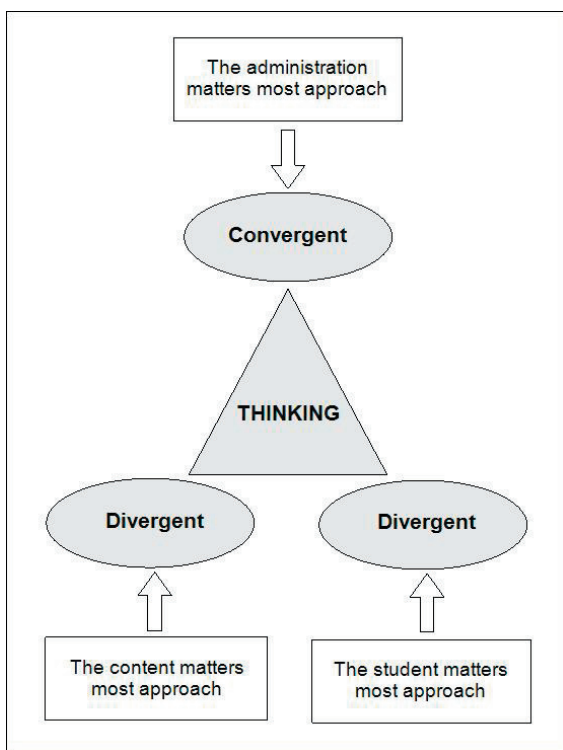 The administration
matters most approach
Convergent
THINKING
Divergent
Divergent
The content matters
most approach
The student matters
most approach